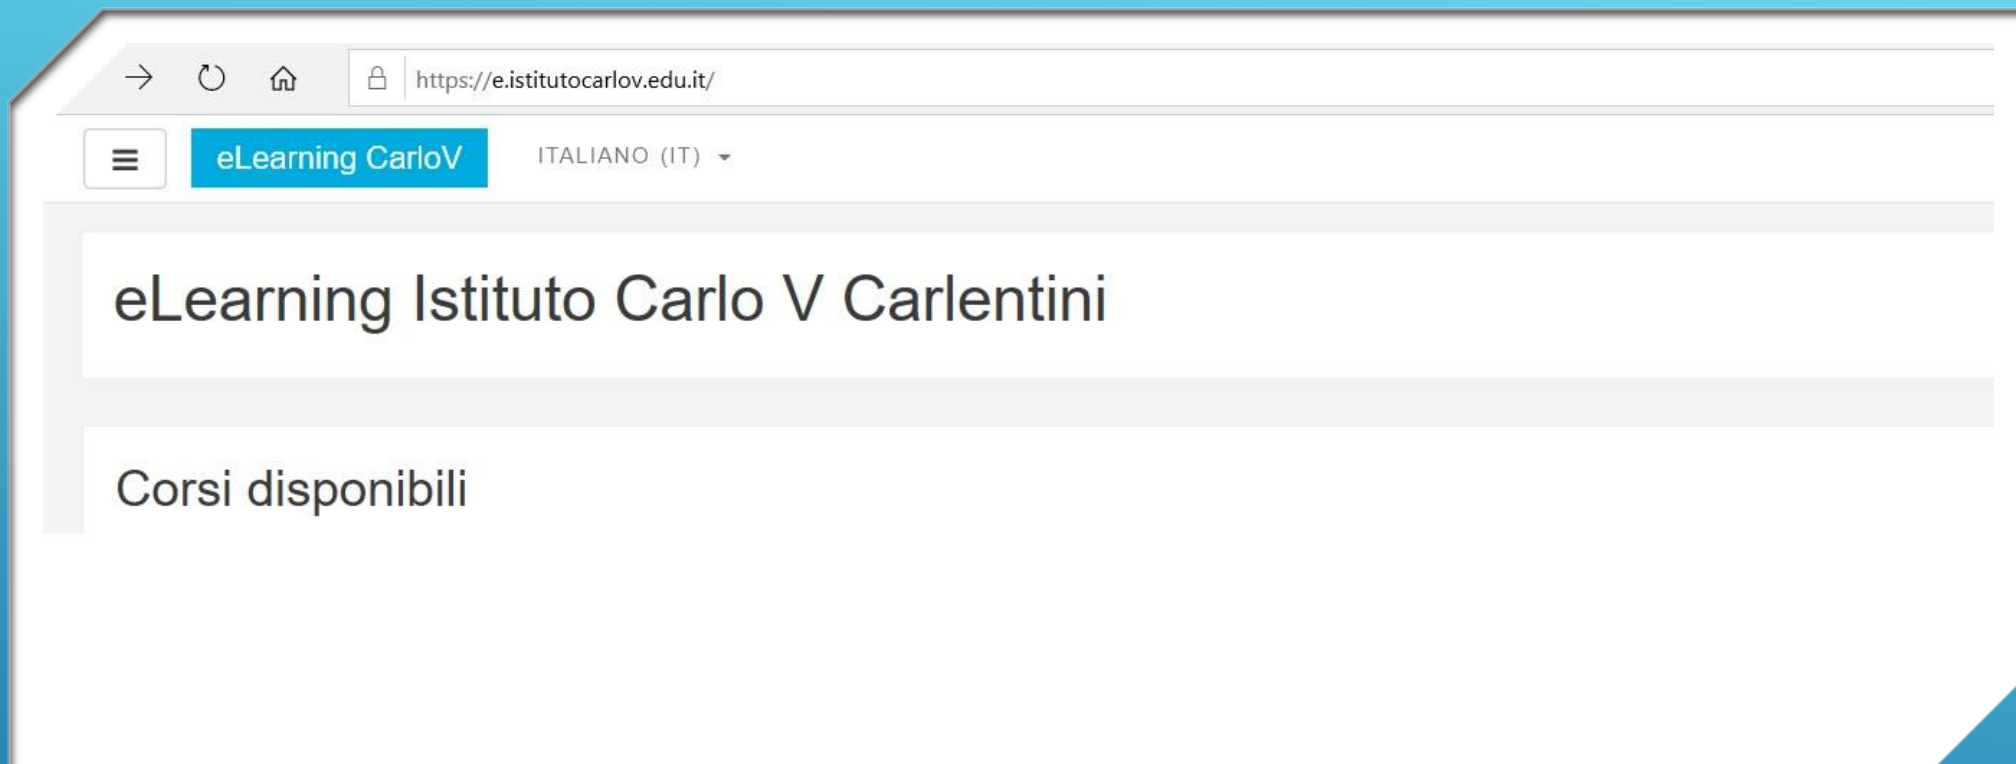 https://e.istitutocarlov.edu.it/
eLearning CarloV ITALIANO (IT)
eLearning Istituto Carlo V Carlentini
Corsi disponibili